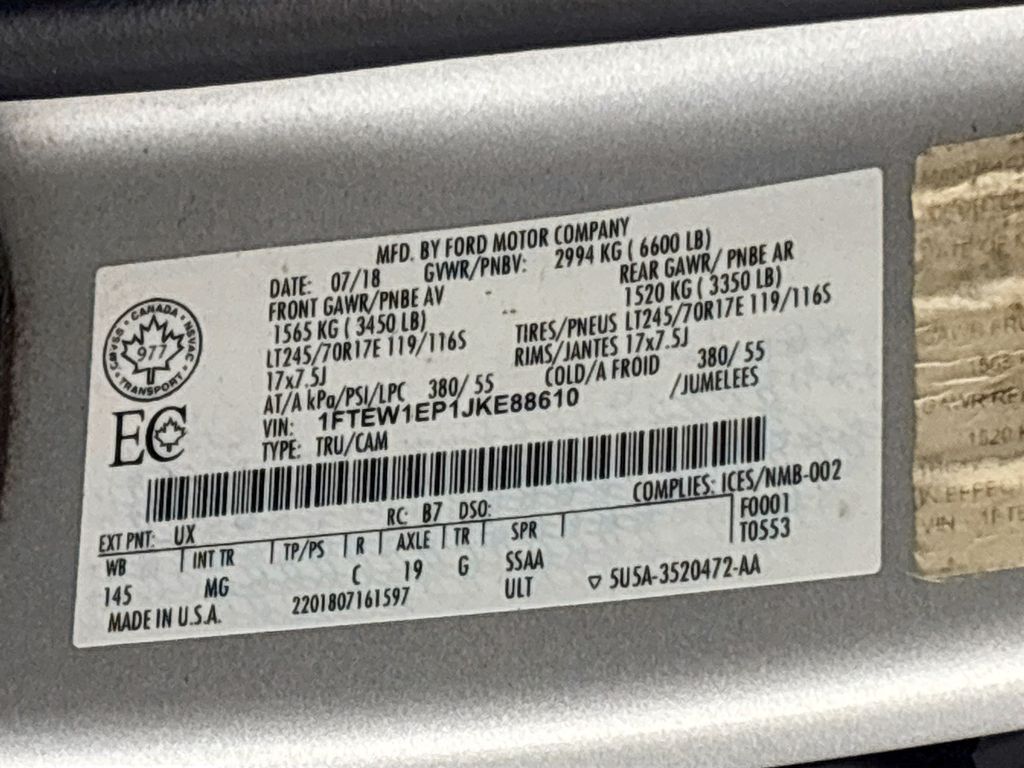 MFD. BY FORD MOTOR COMPANY
DATE: 07/18 GVWR/PNBV: 2994 KG ( 6600 LB)
FRONT GAWR/PNBE AV REAR GAWR/ PNBE AR
1565 KG ( 3450 LB) 1520 KG ( 3350 LB)
LT245/70R17E 119/116S TIRES/PNEUS LT245/70R17E 119/116S
17x7.5J RIMS/JANTES 17x7.5J
AT/A kPa/PSI/LPC 380/ 55 COLD/A FROID 380/ 55
VIN: 1FTEW1EP1JKE88610 /JUMELEES
TYPE: TRU/CAM
CANADA
CMVSS NSVAC
977
TRANSPORT
EC
COMPLIES: ICES/NMB-002
EXT PNT: UX RC: B7 DSO: F0001
WB INT TR TP/PS R AXLE TR SPR T0553
145 MG C 19 G SSAA
MADE IN U.S.A. 2201807161597 ULT 5U5A-3520472-AA
1520 K
VIN